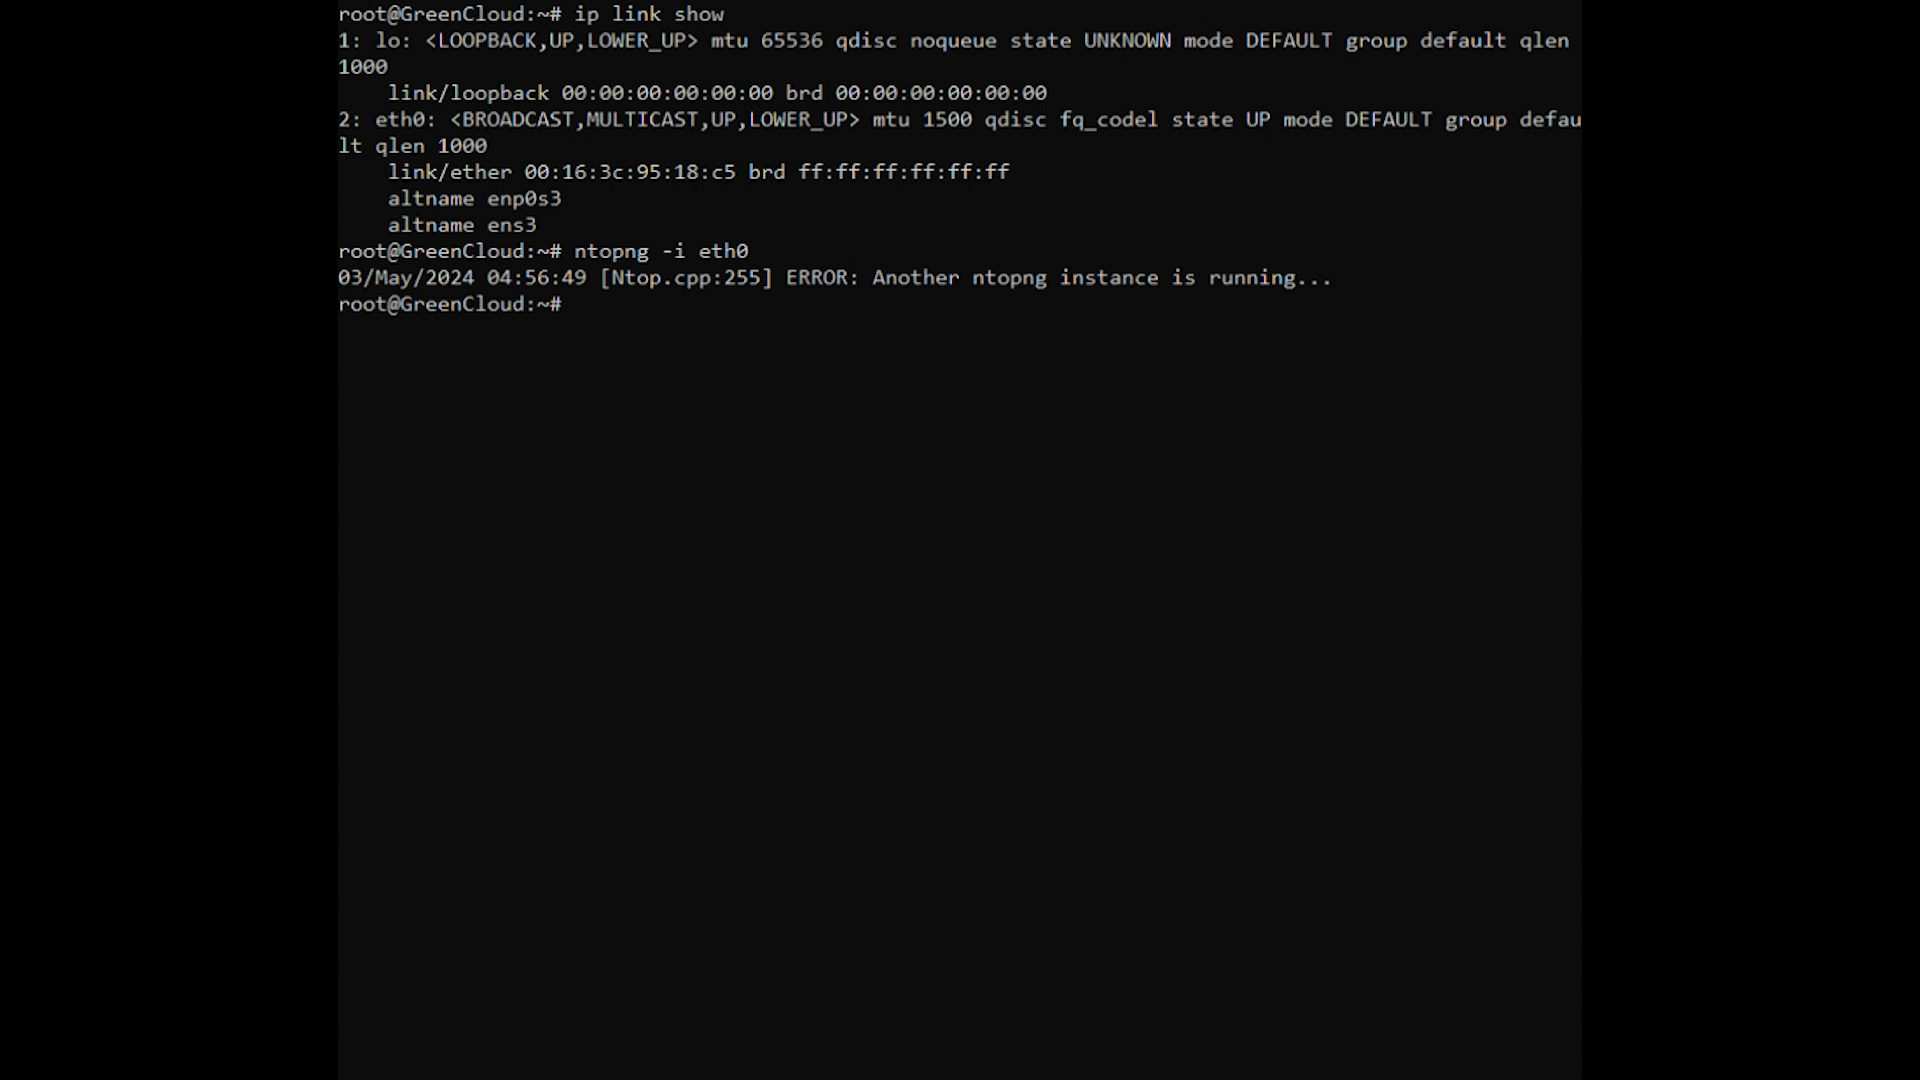 root@GreenCloud:~# ip link show
1: lo: <LOOPBACK,UP,LOWER_UP> mtu 65536 qdisc noqueue state UNKNOWN mode DEFAULT group default qlen
1000
    link/loopback 00:00:00:00:00:00 brd 00:00:00:00:00:00
2: eth0: <BROADCAST,MULTICAST,UP,LOWER_UP> mtu 1500 qdisc fq_codel state UP mode DEFAULT group defau
lt qlen 1000
    link/ether 00:16:3c:95:18:c5 brd ff:ff:ff:ff:ff:ff
    altname enp0s3
    altname ens3
root@GreenCloud:~# ntopng -i eth0
03/May/2024 04:56:49 [Ntop.cpp:255] ERROR: Another ntopng instance is running...
root@GreenCloud:~#